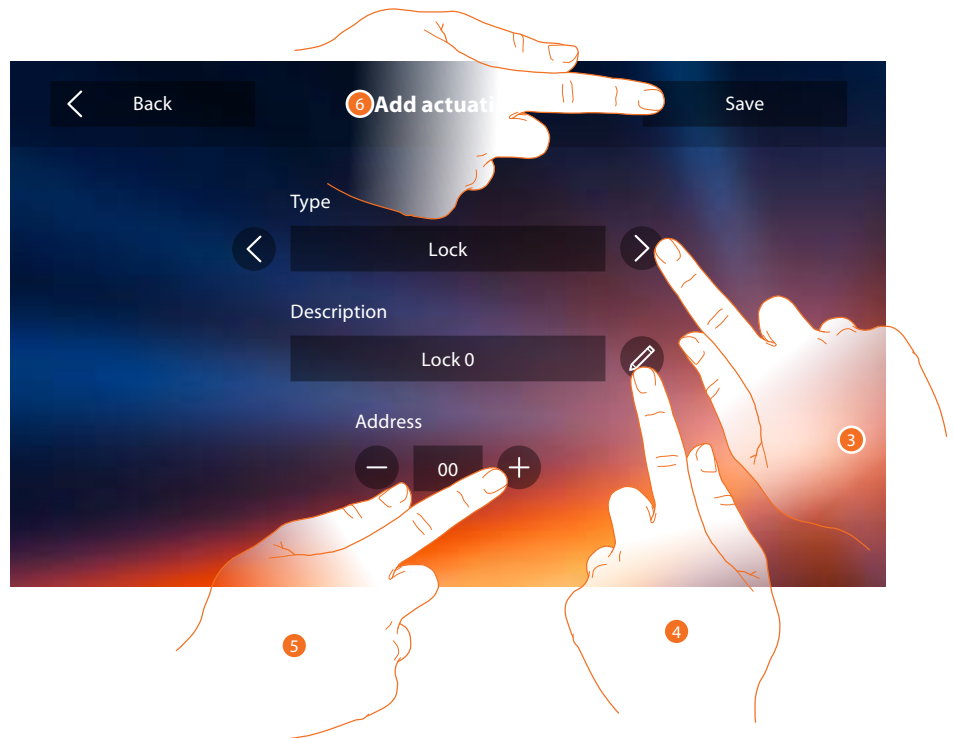 Back
6 Add actuati
Save
Type
Lock
Description
Lock 0
Address
00
3
4
5